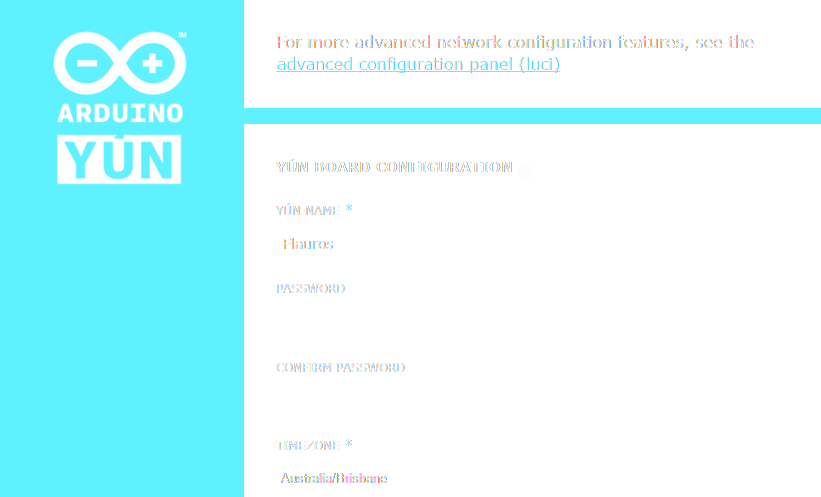 ARDUINO
YÚN
™
For more advanced network configuration features, see the
advanced configuration panel (luci)
YÚN BOARD CONFIGURATION
YÚN NAME *
Flauros
PASSWORD
CONFIRM PASSWORD
TIMEZONE *
Australia/Brisbane